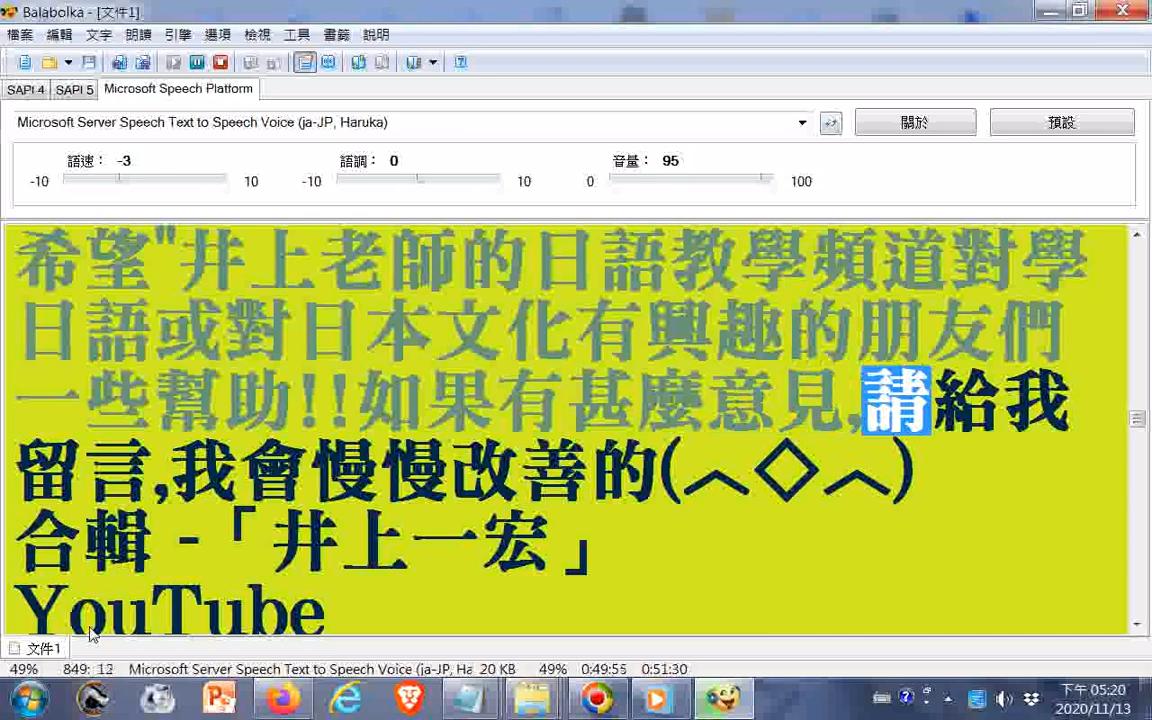 Balabolka - [文件1]
檔案 編輯 文字 朗讀 引擎 選項 檢視 工具 書籤 說明
SAPI 4 SAPI 5 Microsoft Speech Platform
Microsoft Server Speech Text to Speech Voice (ja-JP, Haruka) 關於 預設
語速： -3 語調： 0 音量： 95
-10 10 -10 10 0 100
希望"井上老師的日語教學頻道對學
日語或對日本文化有興趣的朋友們
一些幫助!!如果有甚麼意見,請給我
留言,我會慢慢改善的(︿◇︿)
合輯 -「井上一宏」
YouTube
文件1
49% 849: 12 Microsoft Server Speech Text to Speech Voice (ja-JP, Ha 20 KB 49% 0:49:55 0:51:30
下午 05:20
2020/11/13